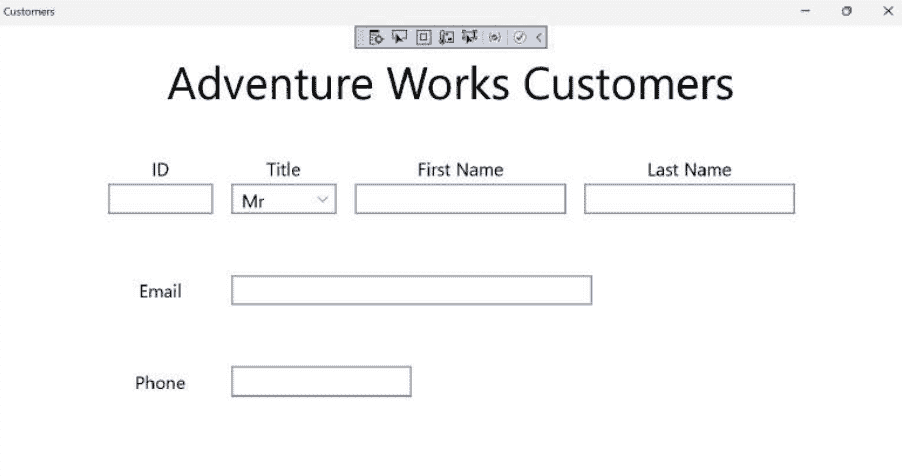 Customers
Adventure Works Customers
ID Title First Name Last Name
Mr
Email
Phone